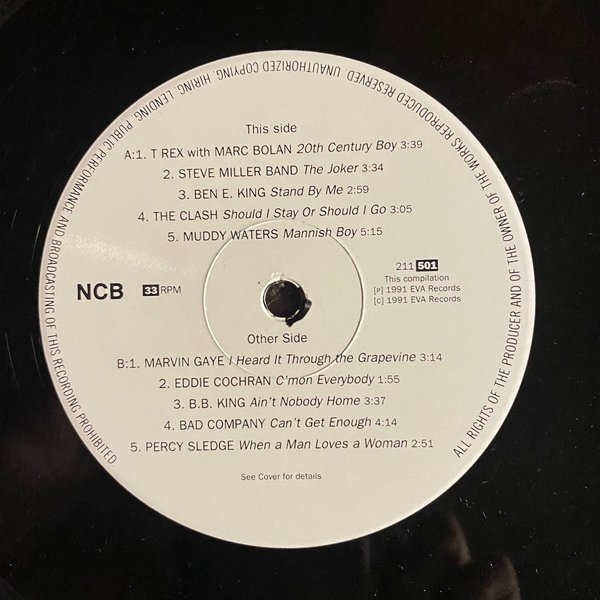 ALL RIGHTS OF THE PRODUCER AND OF THE OWNER OF THE WORKS REPRODUCED RESERVED. UNAUTHORIZED COPYING, HIRING, LENDING, PUBLIC PERFORMANCE AND BROADCASTING OF THIS RECORDING PROHIBITED
This side
A:1. T REX with MARC BOLAN 20th Century Boy 3:39
2. STEVE MILLER BAND The Joker 3:34
3. BEN E. KING Stand By Me 2:59
4. THE CLASH Should I Stay Or Should I Go 3:05
5. MUDDY WATERS Mannish Boy 5:15
NCB 33 RPM
211 501
This compilation
(P) 1991 EVA Records
(C) 1991 EVA Records
Other Side
B:1. MARVIN GAYE I Heard It Through the Grapevine 3:14
2. EDDIE COCHRAN C'mon Everybody 1:55
3. B.B. KING Ain't Nobody Home 3:37
4. BAD COMPANY Can't Get Enough 4:14
5. PERCY SLEDGE When a Man Loves a Woman 2:51
See Cover for details